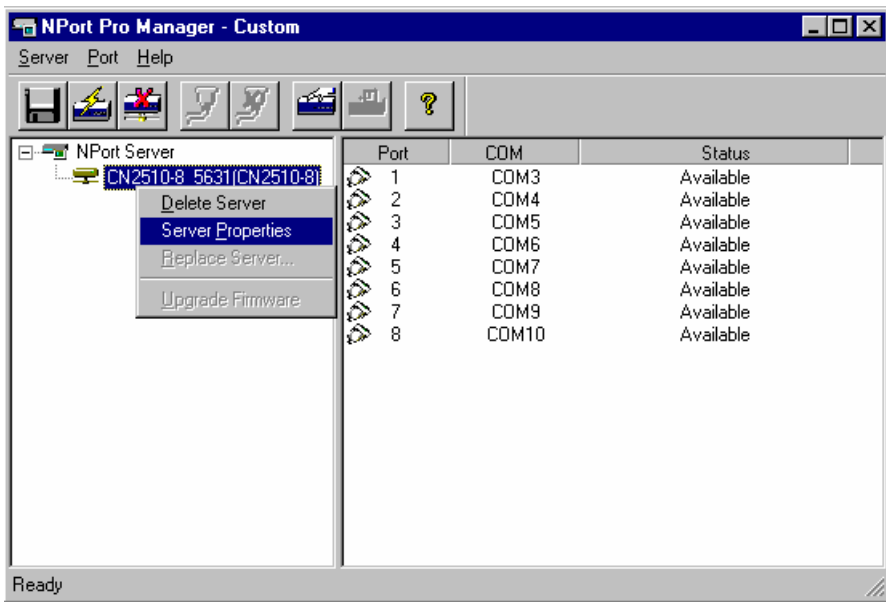 NPort Pro Manager - Custom
Server Port Help
?
NPort Server
CN2510-8_5631(CN2510-8)
Delete Server
Server Properties
Replace Server...
Upgrade Firmware
Port COM Status
1 COM3 Available
2 COM4 Available
3 COM5 Available
4 COM6 Available
5 COM7 Available
6 COM8 Available
7 COM9 Available
8 COM10 Available
Ready